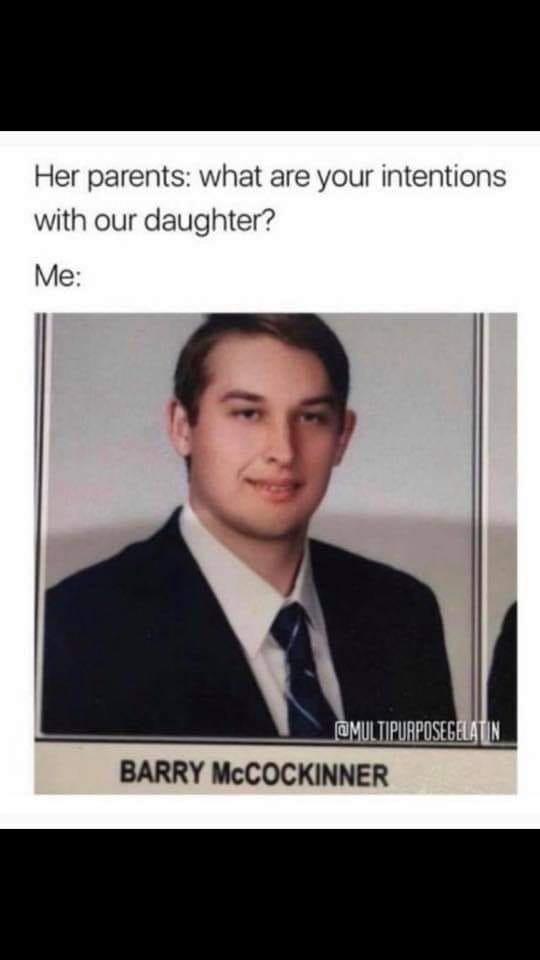 Her parents: what are your intentions
with our daughter?
Me:
@MULTIPURPOSEGELATIN
BARRY McCOCKINNER